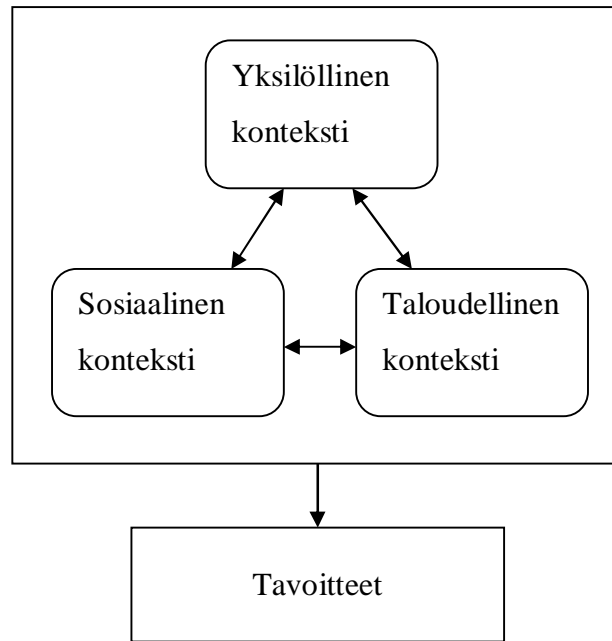 Yksilöllinen
konteksti
Sosiaalinen
konteksti
Taloudellinen
konteksti
Tavoitteet